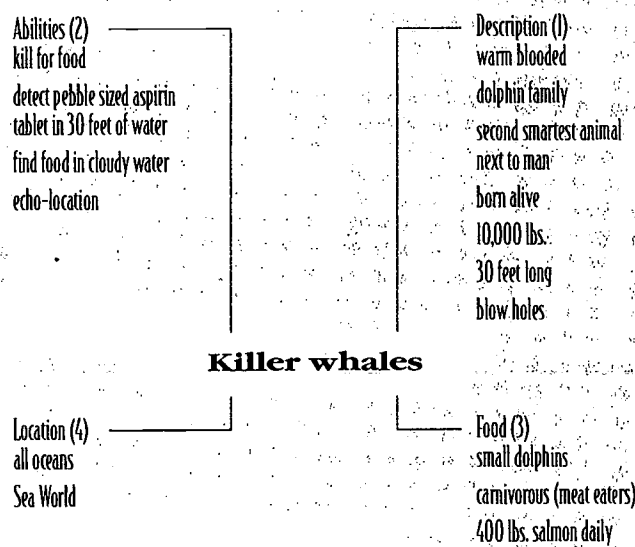 Abilities (2)
kill for food
detect pebble sized aspirin
tablet in 30 feet of water
find food in cloudy water
echo-location
Description (1)
warm blooded
dolphin family
second smartest animal
next to man
born alive
10,000 lbs.
30 feet long
blow holes
Killer whales
Location (4)
all oceans
Sea World
Food (3)
small dolphins
carnivorous (meat eaters)
400 lbs. salmon daily